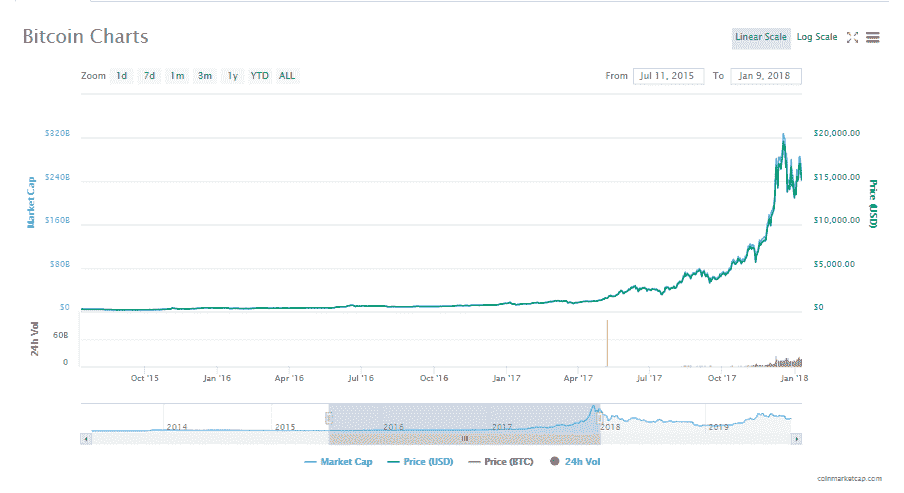 Bitcoin Charts
Linear Scale Log Scale
Zoom 1d 7d 1m 3m 1y YTD ALL From Jul 11, 2015 To Jan 9, 2018
$320B $20,000.00
$240B $15,000.00
$160B $10,000.00
$80B $5,000.00
$0 $0
Market Cap
Price (USD)
24h Vol
60B
0
Oct '15 Jan '16 Apr '16 Jul '16 Oct '16 Jan '17 Apr '17 Jul '17 Oct '17 Jan '18
2014 2015 2016 2017 2018 2019
Market Cap Price (USD) Price (BTC) 24h Vol
coinmarketcap.com